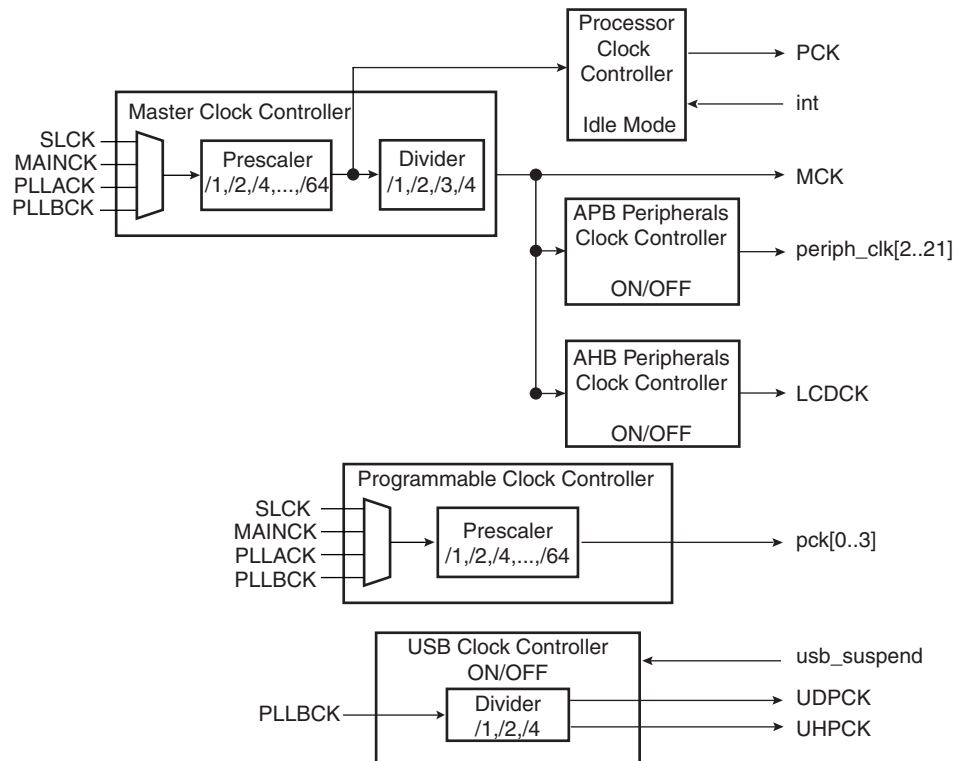 Processor
Clock
Controller
Idle Mode
PCK
int
Master Clock Controller
SLCK
MAINCK
PLLACK
PLLBCK
Prescaler
/1,/2,/4,...,/64
Divider
/1,/2,/3,/4
MCK
APB Peripherals
Clock Controller
ON/OFF
periph_clk[2..21]
AHB Peripherals
Clock Controller
ON/OFF
LCDCK
Programmable Clock Controller
SLCK
MAINCK
PLLACK
PLLBCK
Prescaler
/1,/2,/4,...,/64
pck[0..3]
USB Clock Controller
ON/OFF
usb_suspend
PLLBCK
Divider
/1,/2,/4
UDPCK
UHPCK